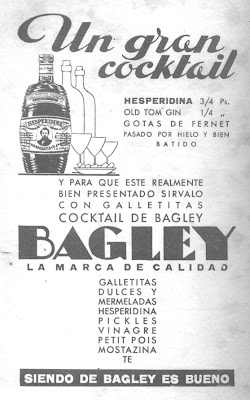 Un gran
cocktail
HESPERIDINA 3/4 Ps.
OLD TOM GIN 1/4 „
GOTAS DE FERNET
PASADO POR HIELO Y BIEN
BATIDO
HESPERIDINA
Y PARA QUE ESTE REALMENTE
BIEN PRESENTADO SIRVALO
CON GALLETITAS
COCKTAIL DE BAGLEY
BAGLEY
LA MARCA DE CALIDAD
GALLETITAS
DULCES Y
MERMELADAS
HESPERIDINA
PICKLES
VINAGRE
PETIT POIS
MOSTAZINA
TE
SIENDO DE BAGLEY ES BUENO